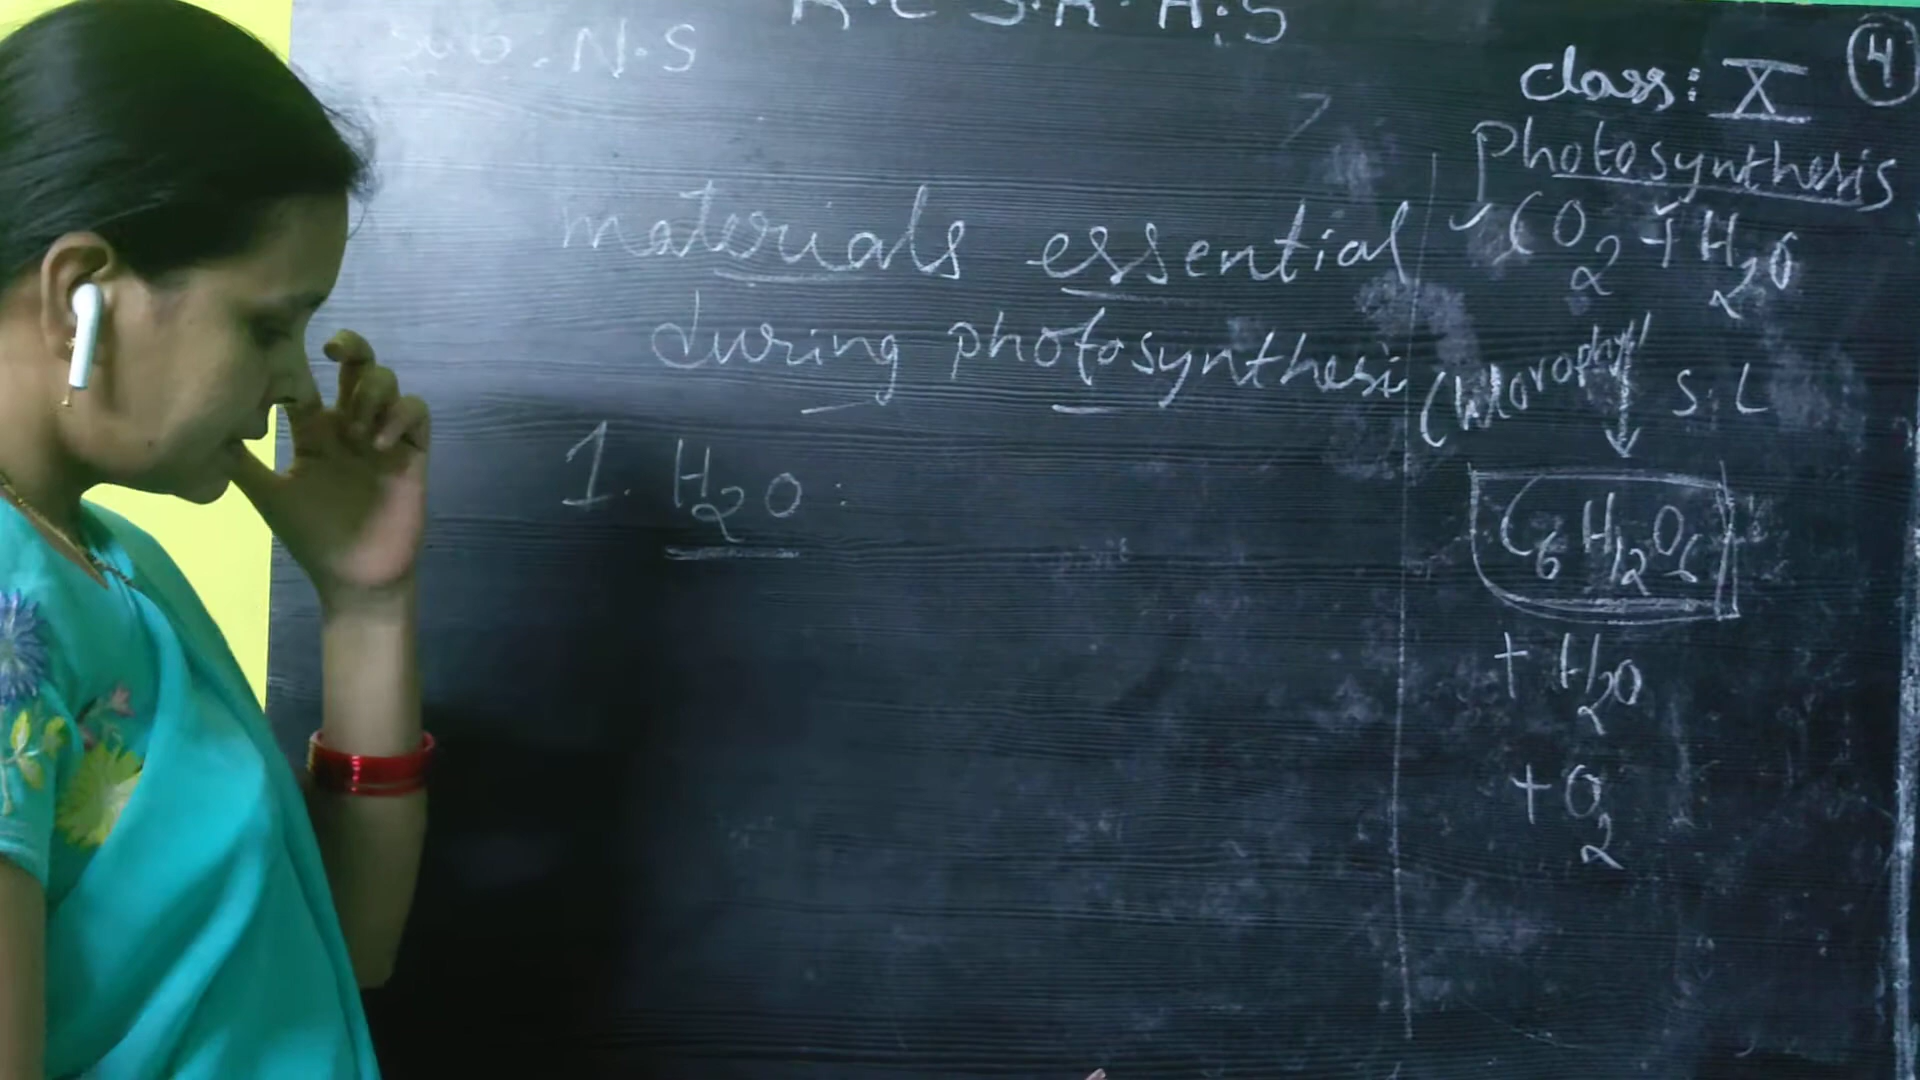 Sub: N.S
class: X
4
materials essential
during photosynthesis
1. H₂O:
Photosynthesis
CO₂ + H₂O
Chlorophyll S.L
C₆H₁₂O₆
+ H₂O
+ O₂